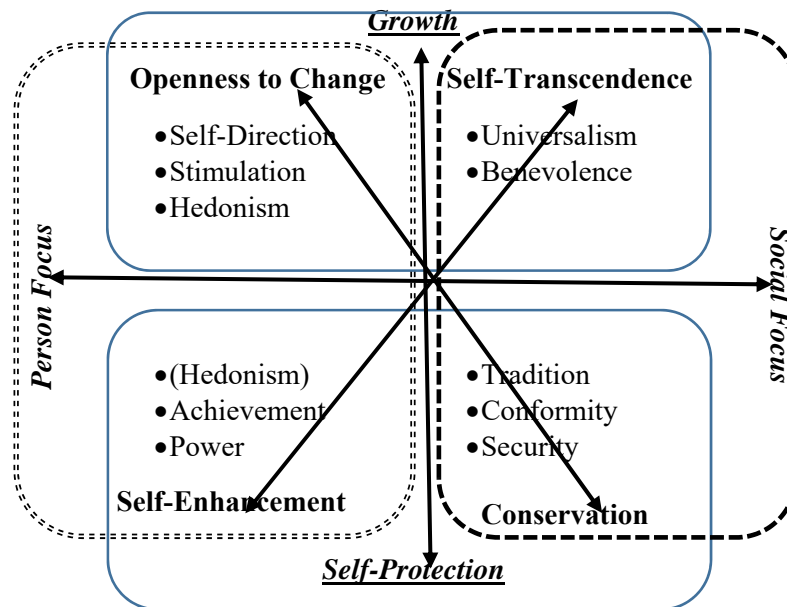 Growth
Openness to Change
Self-Transcendence
•Self-Direction
•Stimulation
•Hedonism
•Universalism
•Benevolence
Person Focus
Social Focus
•(Hedonism)
•Achievement
•Power
•Tradition
•Conformity
•Security
Self-Enhancement
Conservation
Self-Protection